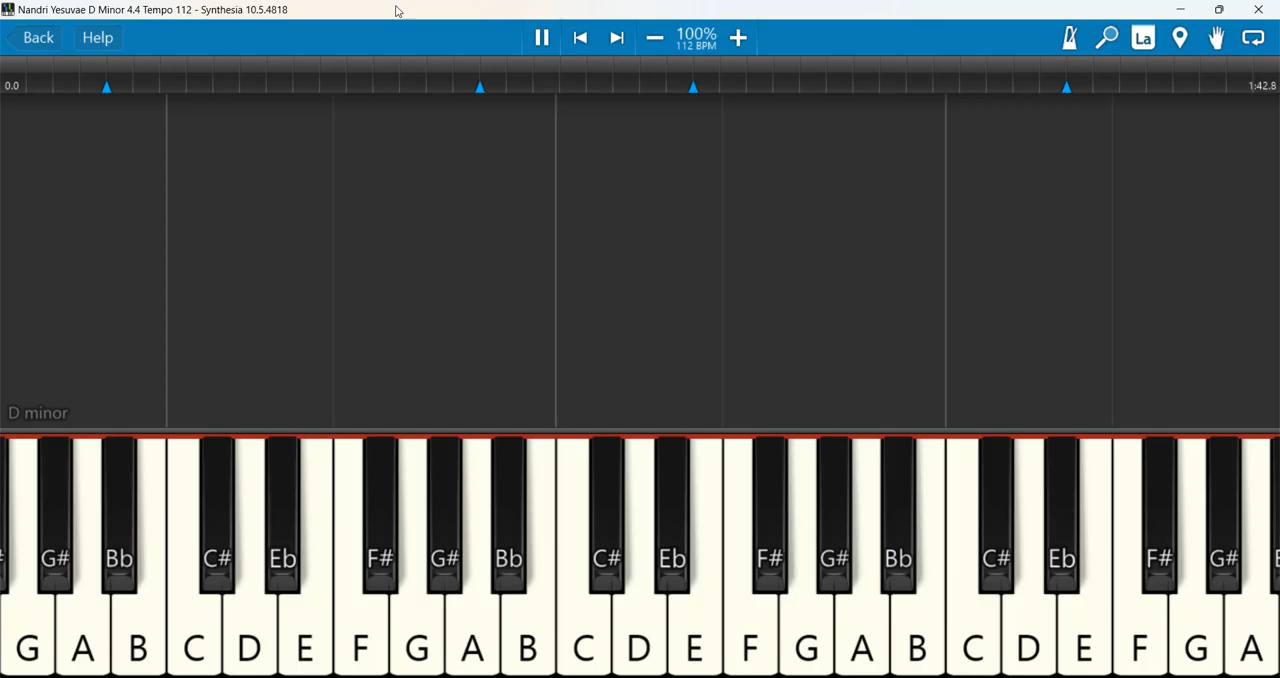 Nandri Yesuvae D Minor 4.4 Tempo 112 - Synthesia 10.5.4818
Back Help 100% La
112 BPM
0.0 1:42.8
D minor
G# Bb C# Eb F# G# Bb C# Eb F# G# Bb C# Eb F# G#
G A B C D E F G A B C D E F G A B C D E F G A